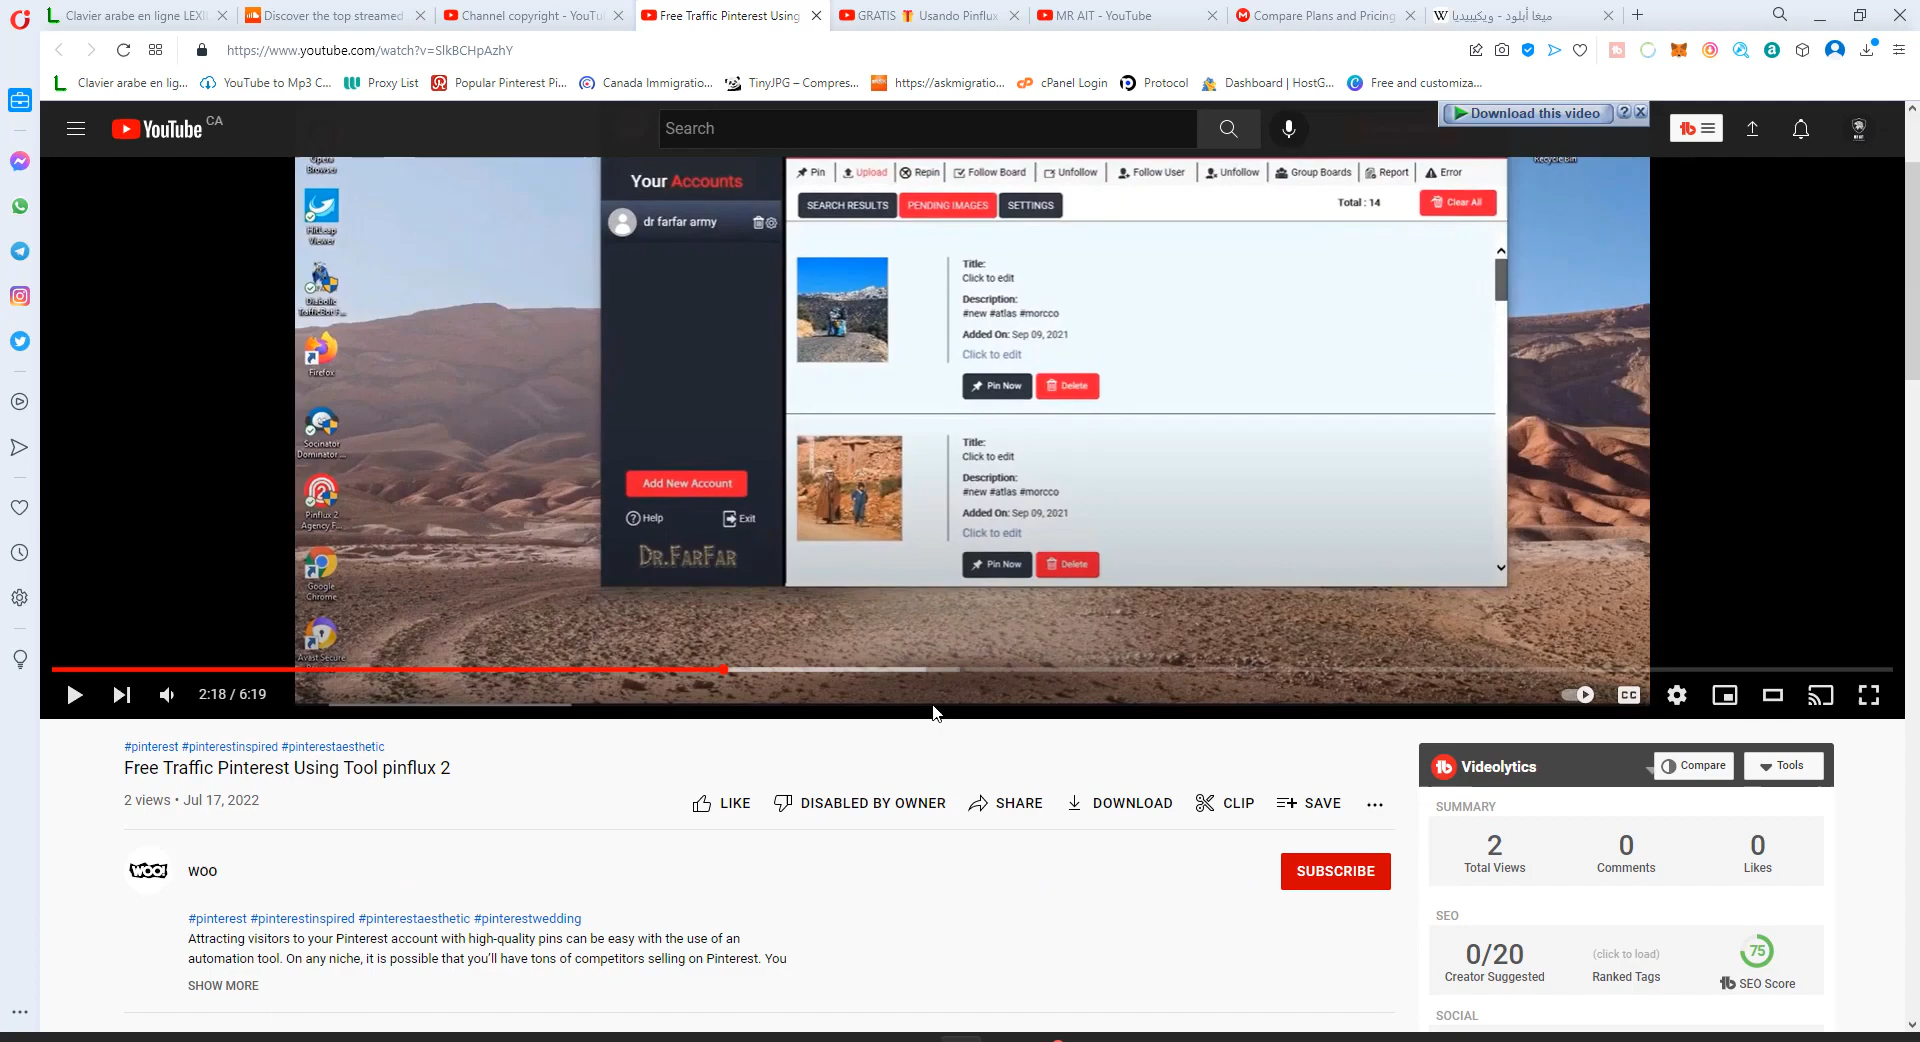 Clavier arabe en ligne LEXI
Discover the top streamed
Channel copyright - YouTu
Free Traffic Pinterest Using
GRATIS 🎁 Usando Pinflux
MR AIT - YouTube
Compare Plans and Pricing
ميغا أبلود - ويكيبيديا
https://www.youtube.com/watch?v=SlkBCHpAzhY
Clavier arabe en lig...
YouTube to Mp3 C...
Proxy List
Popular Pinterest Pi...
Canada Immigratio...
TinyJPG – Compres...
https://askmigratio...
cPanel Login
Protocol
Dashboard | HostG...
Free and customiza...
YouTube CA
Search
Download this video
Opera
Browser
Recycle Bin
HitLeap
Viewer
Diabolic
TrafficBot F...
Firefox
Socinator
Dominator ...
Pinflux 2
Agency F...
Google
Chrome
Avast Secure
Your Accounts
dr farfar army
Add New Account
Help
Exit
DR.FARFAR
Pin
Upload
Repin
Follow Board
Unfollow
Follow User
Unfollow
Group Boards
Report
Error
SEARCH RESULTS
PENDING IMAGES
SETTINGS
Total : 14
Clear All
Title:
Click to edit
Description:
#new #atlas #morcco
Added On: Sep 09, 2021
Click to edit
Pin Now
Delete
Title:
Click to edit
Description:
#new #atlas #morcco
Added On: Sep 09, 2021
Click to edit
Pin Now
Delete
2:18 / 6:19
CC
#pinterest #pinterestinspired #pinterestaesthetic
Free Traffic Pinterest Using Tool pinflux 2
2 views • Jul 17, 2022
LIKE
DISABLED BY OWNER
SHARE
DOWNLOAD
CLIP
SAVE
WOO!
WOO
SUBSCRIBE
#pinterest #pinterestinspired #pinterestaesthetic #pinterestwedding
Attracting visitors to your Pinterest account with high-quality pins can be easy with the use of an
automation tool. On any niche, it is possible that you'll have tons of competitors selling on Pinterest. You
SHOW MORE
Videolytics
Compare
Tools
SUMMARY
2
Total Views
0
Comments
0
Likes
SEO
0/20
Creator Suggested
(click to load)
Ranked Tags
75
SEO Score
SOCIAL